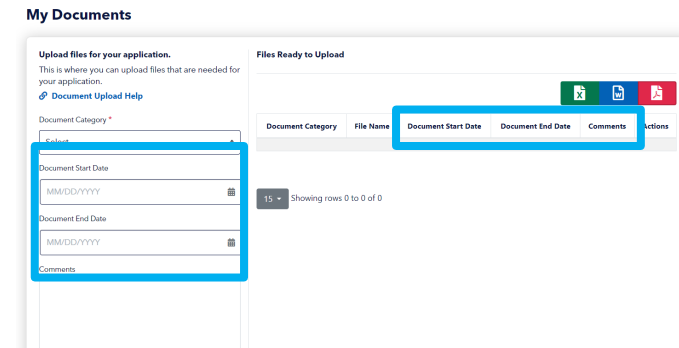 My Documents
Upload files for your application.
This is where you can upload files that are needed for
your application.
Document Upload Help
Document Category *
Select
Document Start Date
MM/DD/YYYY
Document End Date
MM/DD/YYYY
Comments
Files Ready to Upload
Document Category File Name Document Start Date Document End Date Comments Actions
15 Showing rows 0 to 0 of 0